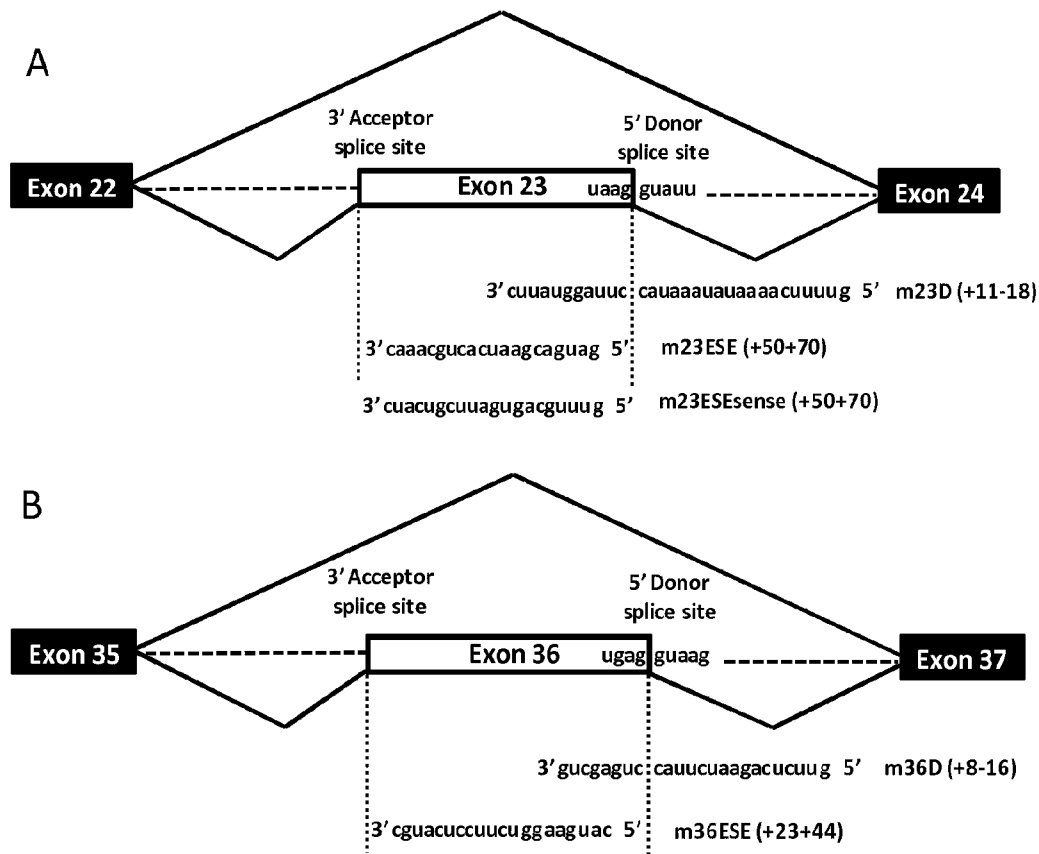 A
3' Acceptor
splice site
5' Donor
splice site
Exon 22
Exon 23
uaag guauu
Exon 24
3' cuuauggauuc cauaaauauaaaacuuuug 5' m23D (+11-18)
3' caaacgucacuaagcaguag 5' m23ESE (+50+70)
3' cuacugcuuagugacguuug 5' m23ESEsense (+50+70)
B
3' Acceptor
splice site
5' Donor
splice site
Exon 35
Exon 36
ugag guaag
Exon 37
3' gucgaguc cauucuaagacucuug 5' m36D (+8-16)
3' cguacuccuucuggaaguac 5' m36ESE (+23+44)